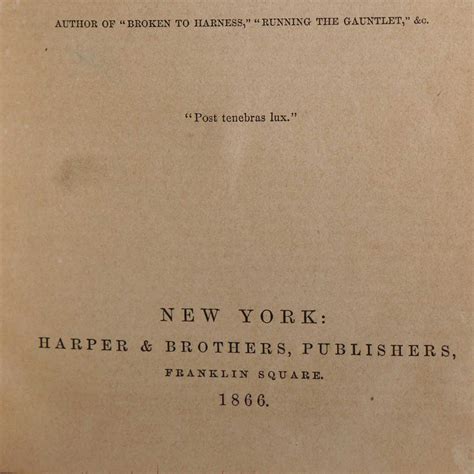 AUTHOR OF "BROKEN TO HARNESS," "RUNNING THE GAUNTLET," &c.
"Post tenebras lux."
NEW YORK:
HARPER & BROTHERS, PUBLISHERS,
FRANKLIN SQUARE.
1866.